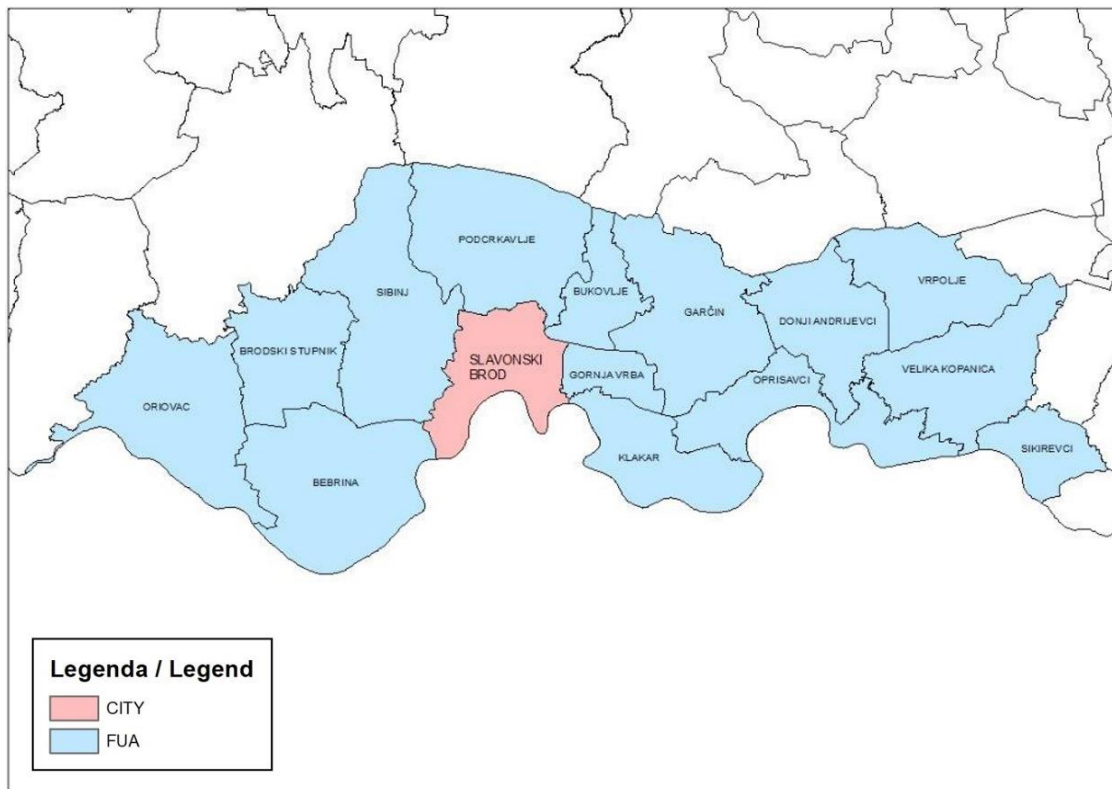 PODCRKAVLJE
SIBINJ
BUKOVLJE
GARČIN
VRPOLJE
DONJI ANDRIJEVCI
BRODSKI STUPNIK
SLAVONSKI
BROD
GORNJA VRBA
OPRISAVCI
VELIKA KOPANICA
ORIOVAC
BEBRINA
KLAKAR
SIKIREVCI
Legenda / Legend
CITY
FUA